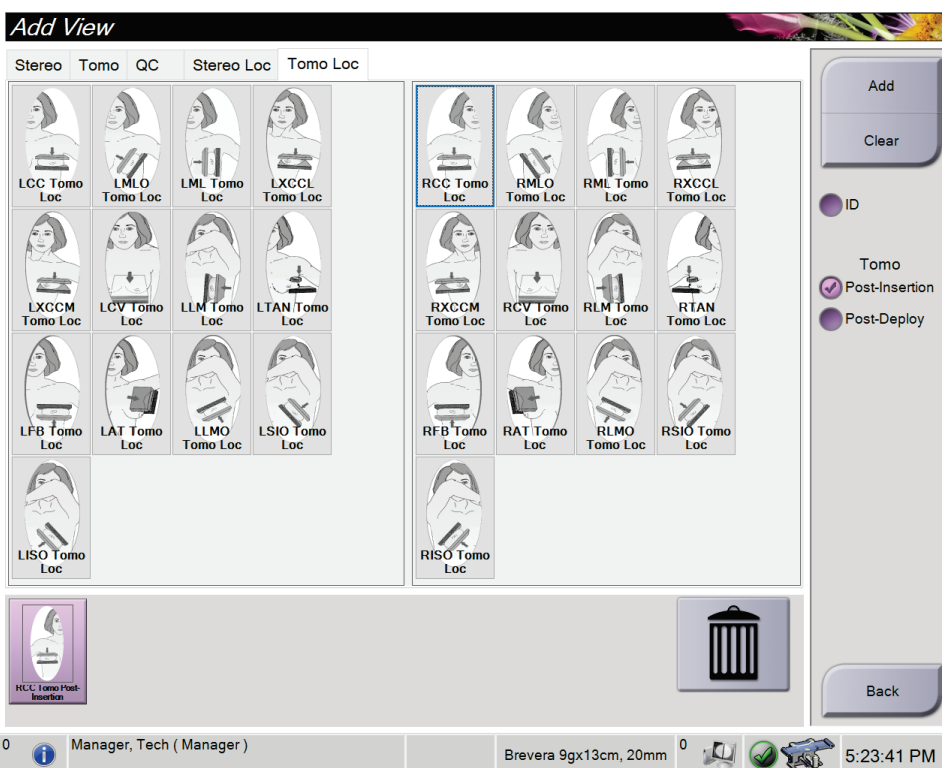 Add View
Stereo
Tomo
QC
Stereo Loc
Tomo Loc
LCC Tomo
Loc
LMLO
Tomo Loc
LML Tomo
Loc
LXCCL
Tomo Loc
RCC Tomo
Loc
RMLO
Tomo Loc
RML Tomo
Loc
RXCCL
Tomo Loc
LXCCM
Tomo Loc
LCV Tomo
Loc
LLM Tomo
Loc
LTAN Tomo
Loc
RXCCM
Tomo Loc
RCV Tomo
Loc
RLM Tomo
Loc
RTAN
Tomo Loc
LFB Tomo
Loc
LAT Tomo
Loc
LLMO
Tomo Loc
LSIO Tomo
Loc
RFB Tomo
Loc
RAT Tomo
Loc
RLMO
Tomo Loc
RSIO Tomo
Loc
LISO Tomo
Loc
RISO Tomo
Loc
Add
Clear
ID
Tomo
Post-Insertion
Post-Deploy
RCC Tomo Post-
Insertion
Back
0
Manager, Tech ( Manager )
Brevera 9gx13cm, 20mm
0
5:23:41 PM